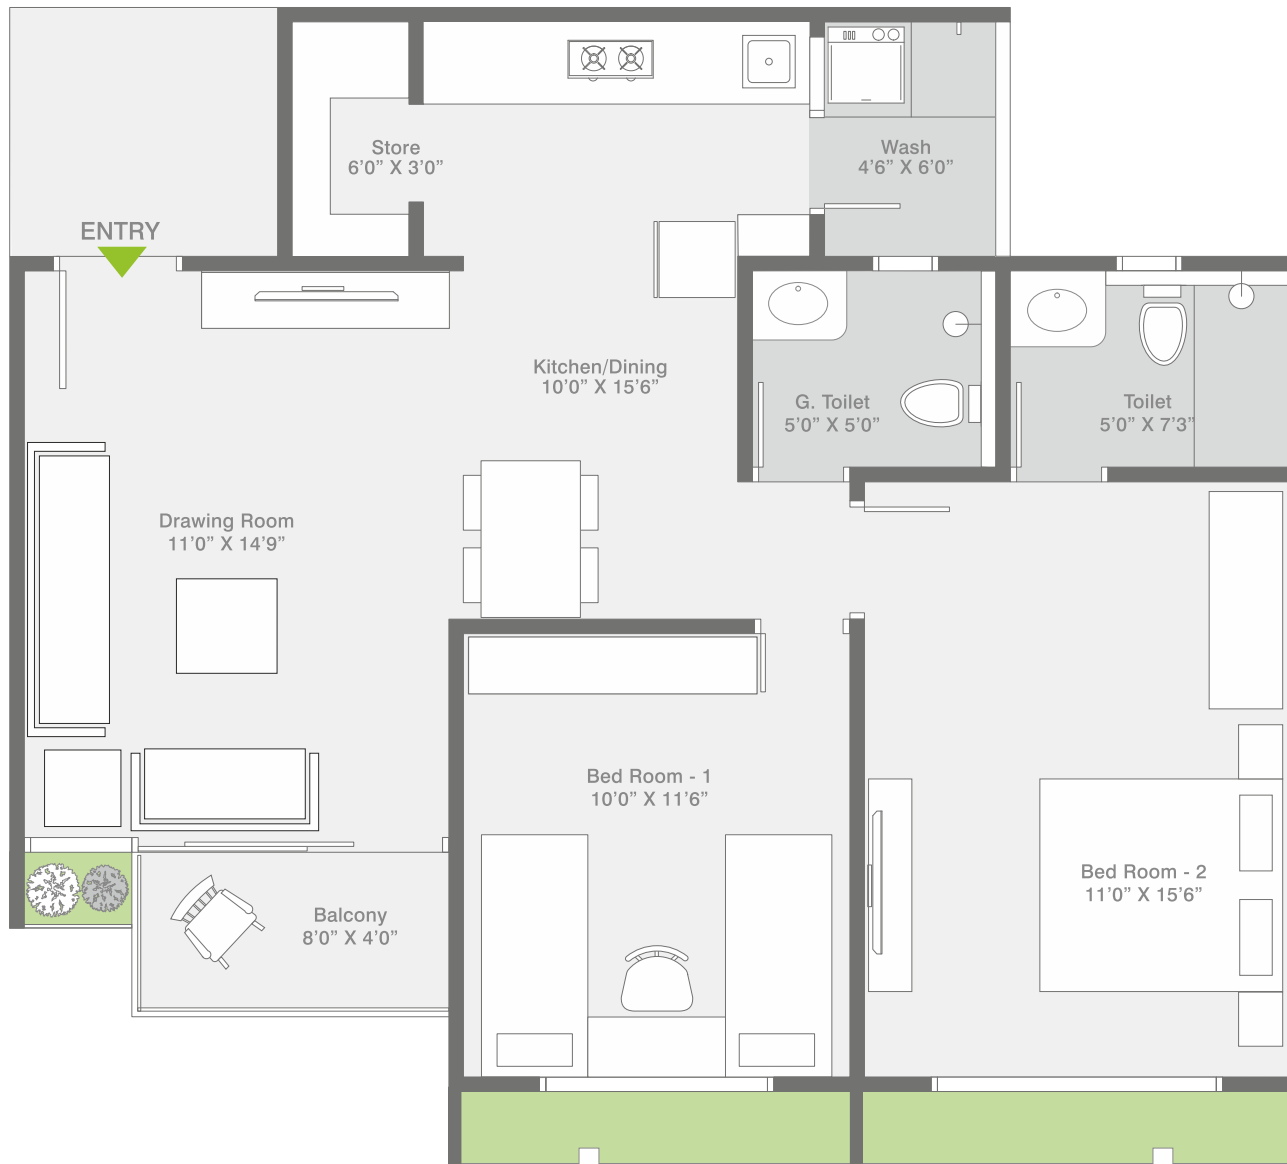 Store
6’0” X 3’0”
Wash
4’6” X 6’0”
ENTRY
Kitchen/Dining
10’0” X 15’6”
G. Toilet
5’0” X 5’0”
Toilet
5’0” X 7’3”
Drawing Room
11’0” X 14’9”
Bed Room - 1
10’0” X 11’6”
Bed Room - 2
11’0” X 15’6”
Balcony
8’0” X 4’0”